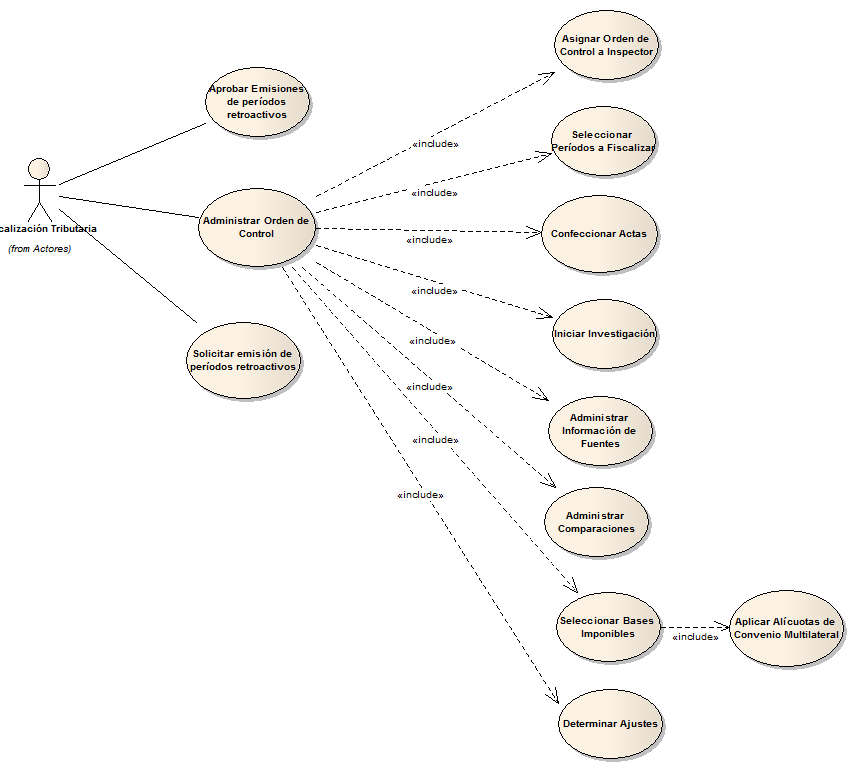 Asignar Orden de
Control a Inspector
Aprobar Emisiones
de períodos
retroactivos
«include»
Seleccionar
Períodos a Fiscalizar
«include»
calización Tributaria
(from Actores)
Administrar Orden de
Control
«include»
Confeccionar Actas
«include»
Iniciar Investigación
Solicitar emisión de
períodos retroactivos
«include»
«include»
Administrar
Información de
Fuentes
«include»
«include»
Administrar
Comparaciones
Seleccionar Bases
Imponibles
«include»
Aplicar Alícuotas de
Convenio Multilateral
Determinar Ajustes